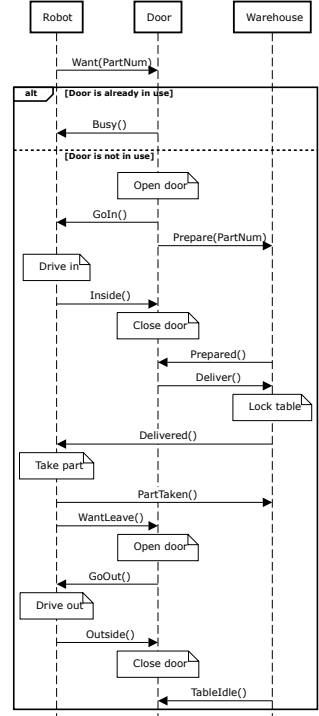 Robot Door Warehouse
Want(PartNum)
alt [Door is already in use]
Busy()
[Door is not in use]
Open door
GoIn()
Prepare(PartNum)
Drive in
Inside()
Close door
Prepared()
Deliver()
Lock table
Delivered()
Take part
PartTaken()
WantLeave()
Open door
GoOut()
Drive out
Outside()
Close door
TableIdle()